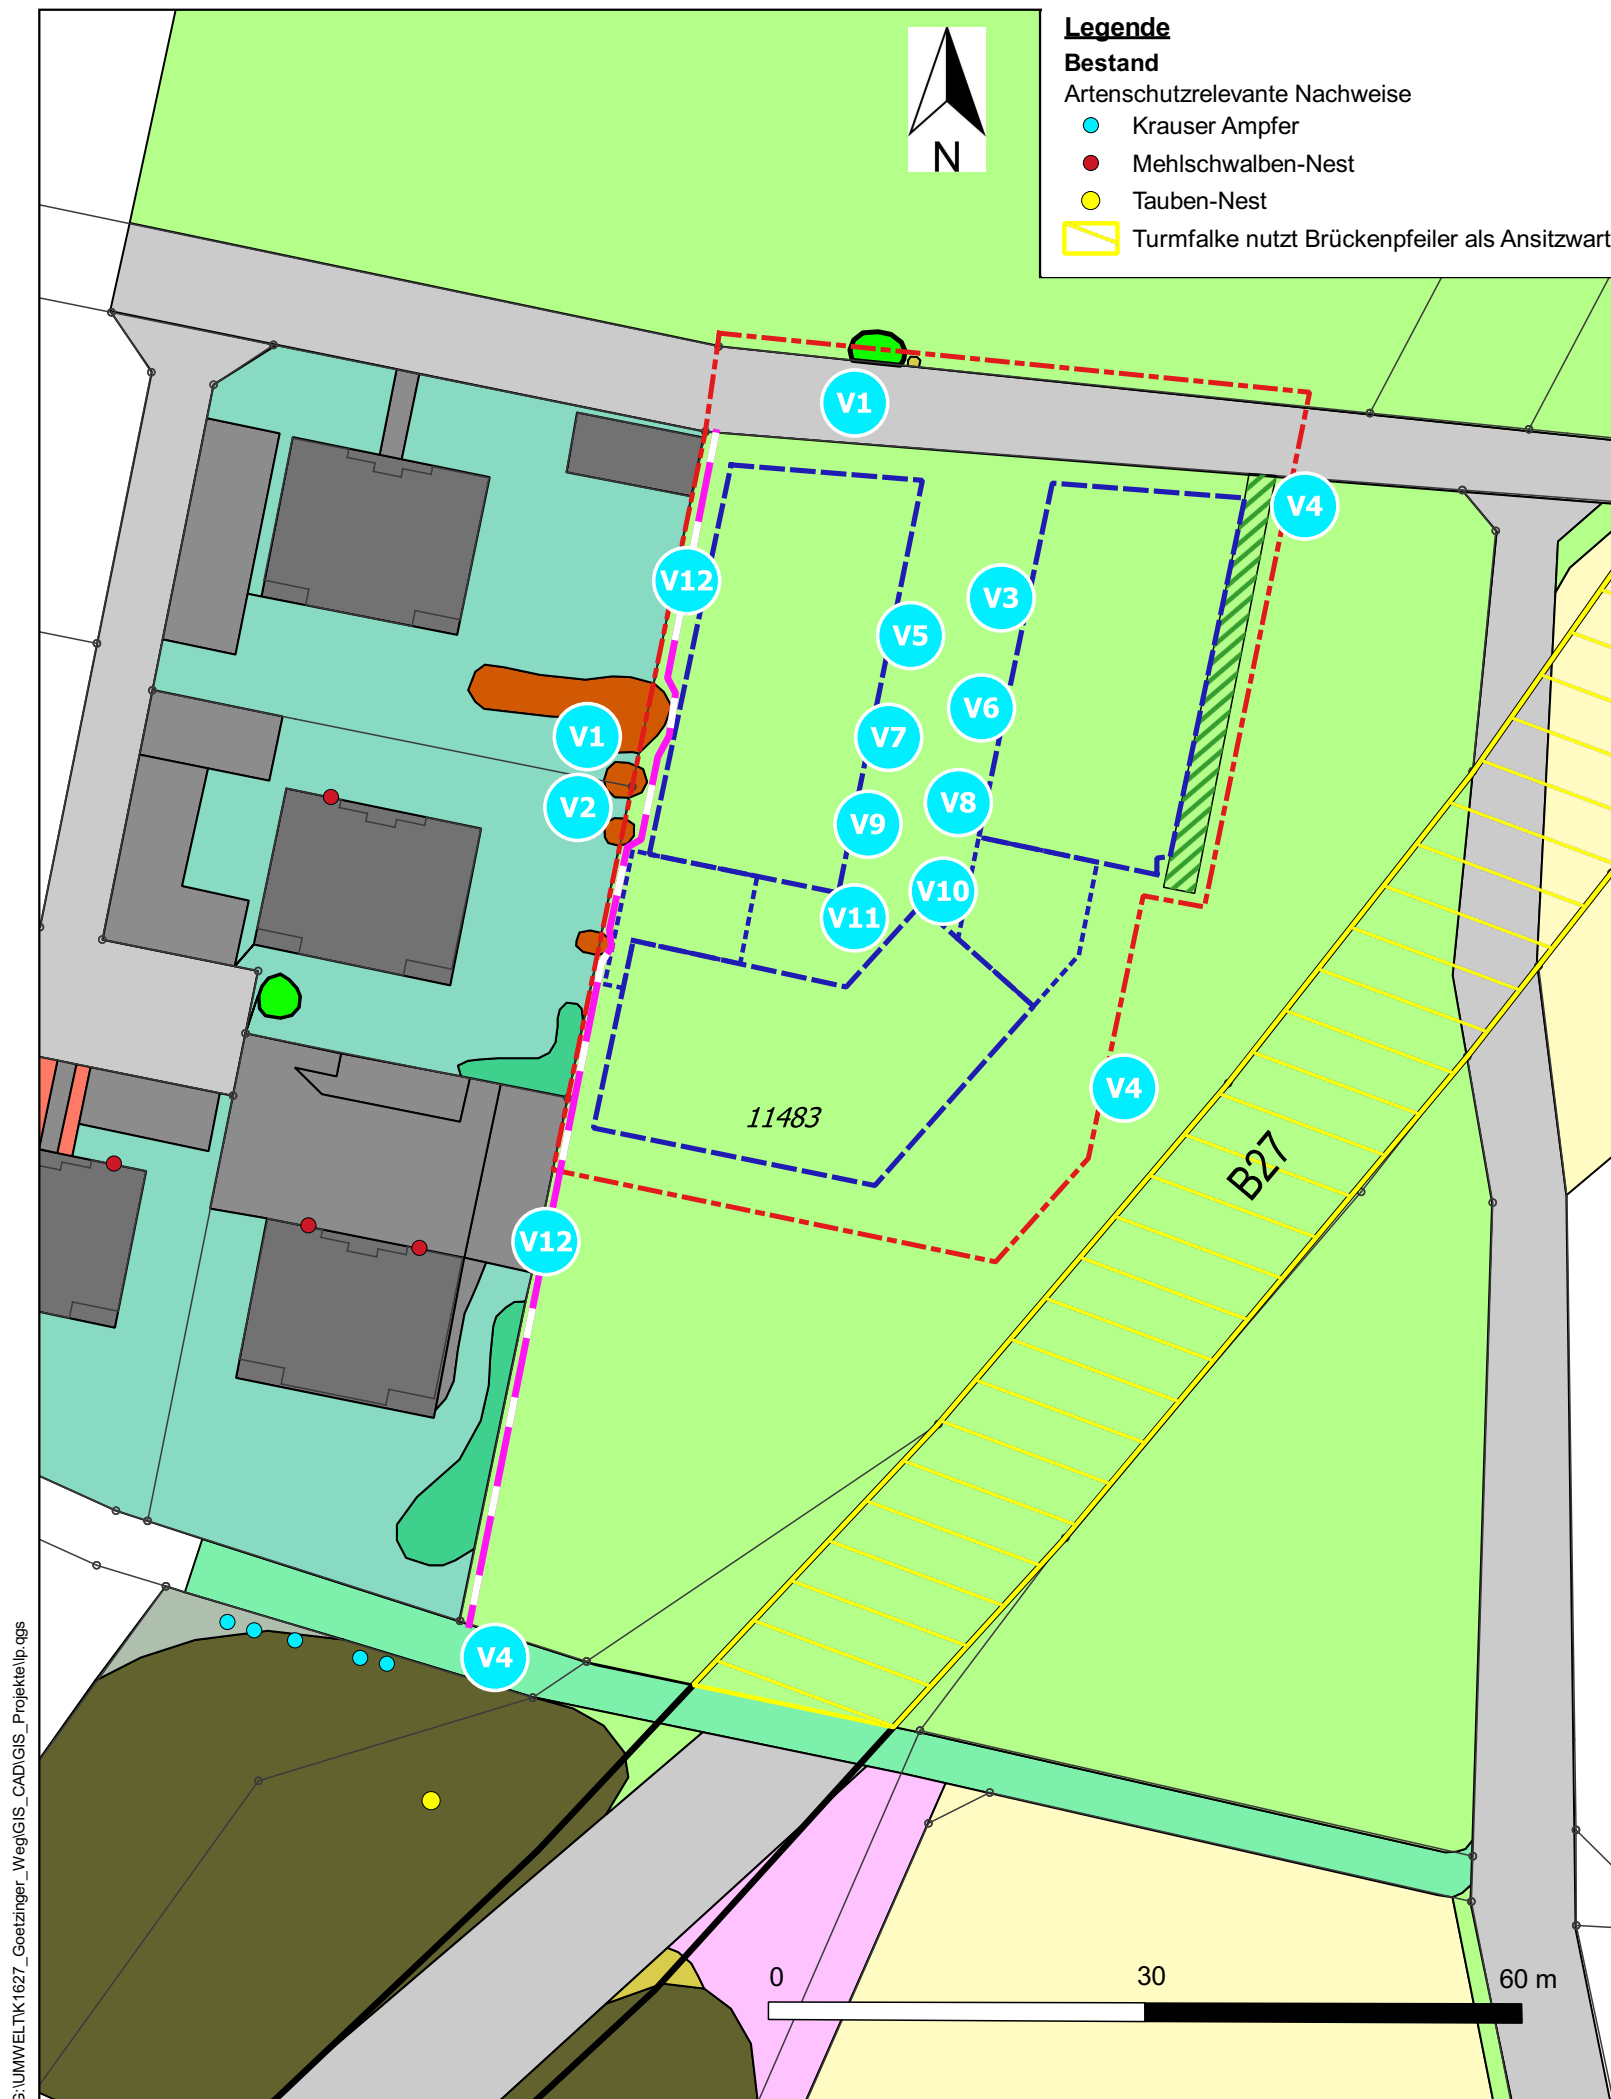 Legende
Bestand
Artenschutzrelevante Nachweise
Krauser Ampfer
Mehlschwalben-Nest
Tauben-Nest
Turmfalke nutzt Brückenpfeiler als Ansitzwart
N
V1
V4
V12
V3
V5
V6
V7
V1
V8
V2
V9
V10
V11
V4
11483
B27
V12
V4
0 30 60 m
G:\UMWELT\K1627_Goetzinger_Weg\GIS_CAD\GIS_Projekte\lp.qgs